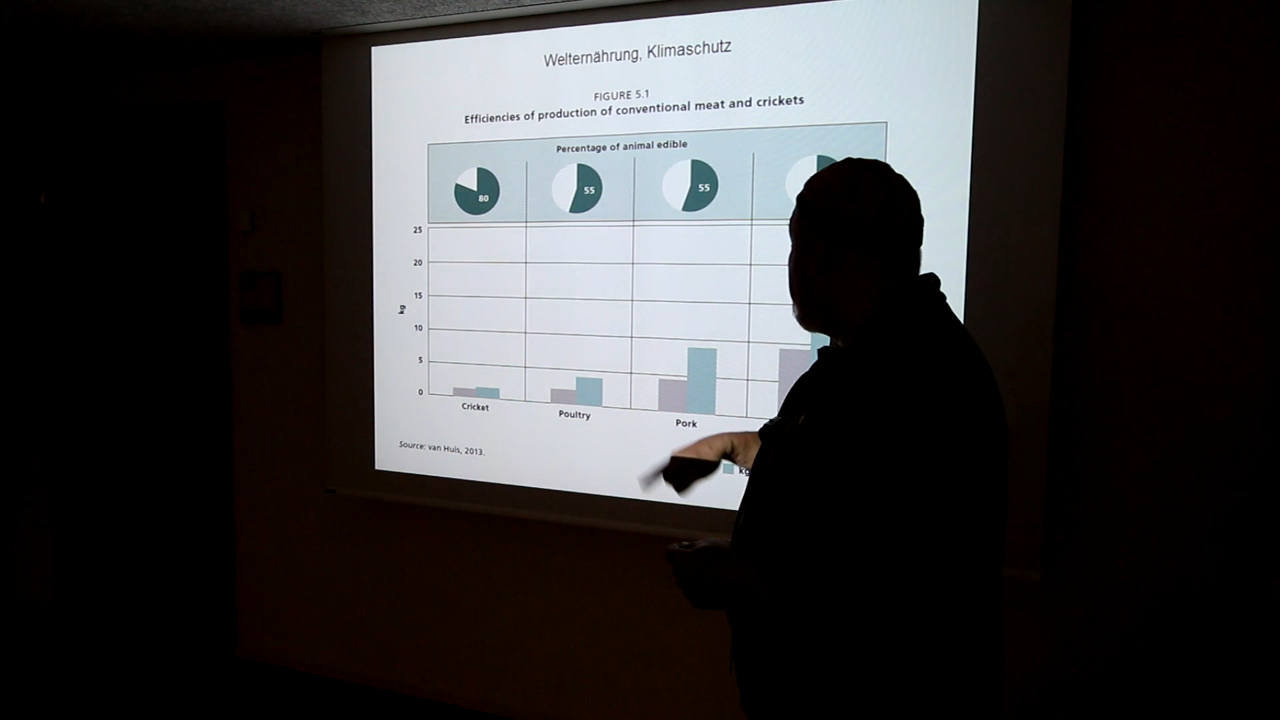 Welternährung, Klimaschutz
FIGURE 5.1
Efficiencies of production of conventional meat and crickets
Percentage of animal edible
80
55
55
25
20
15
10
5
0
kg
Cricket
Poultry
Pork
Source: van Huis, 2013.